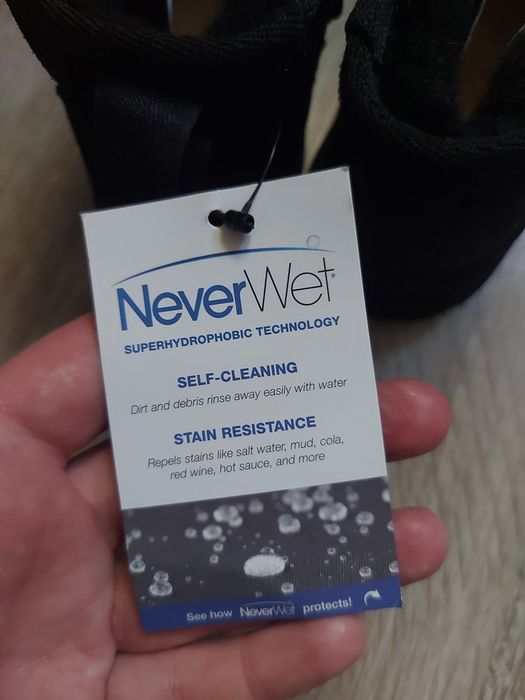 NeverWet®
SUPERHYDROPHOBIC TECHNOLOGY
SELF-CLEANING
Dirt and debris rinse away easily with water
STAIN RESISTANCE
Repels stains like salt water, mud, cola,
red wine, hot sauce, and more
See how NeverWet protects!